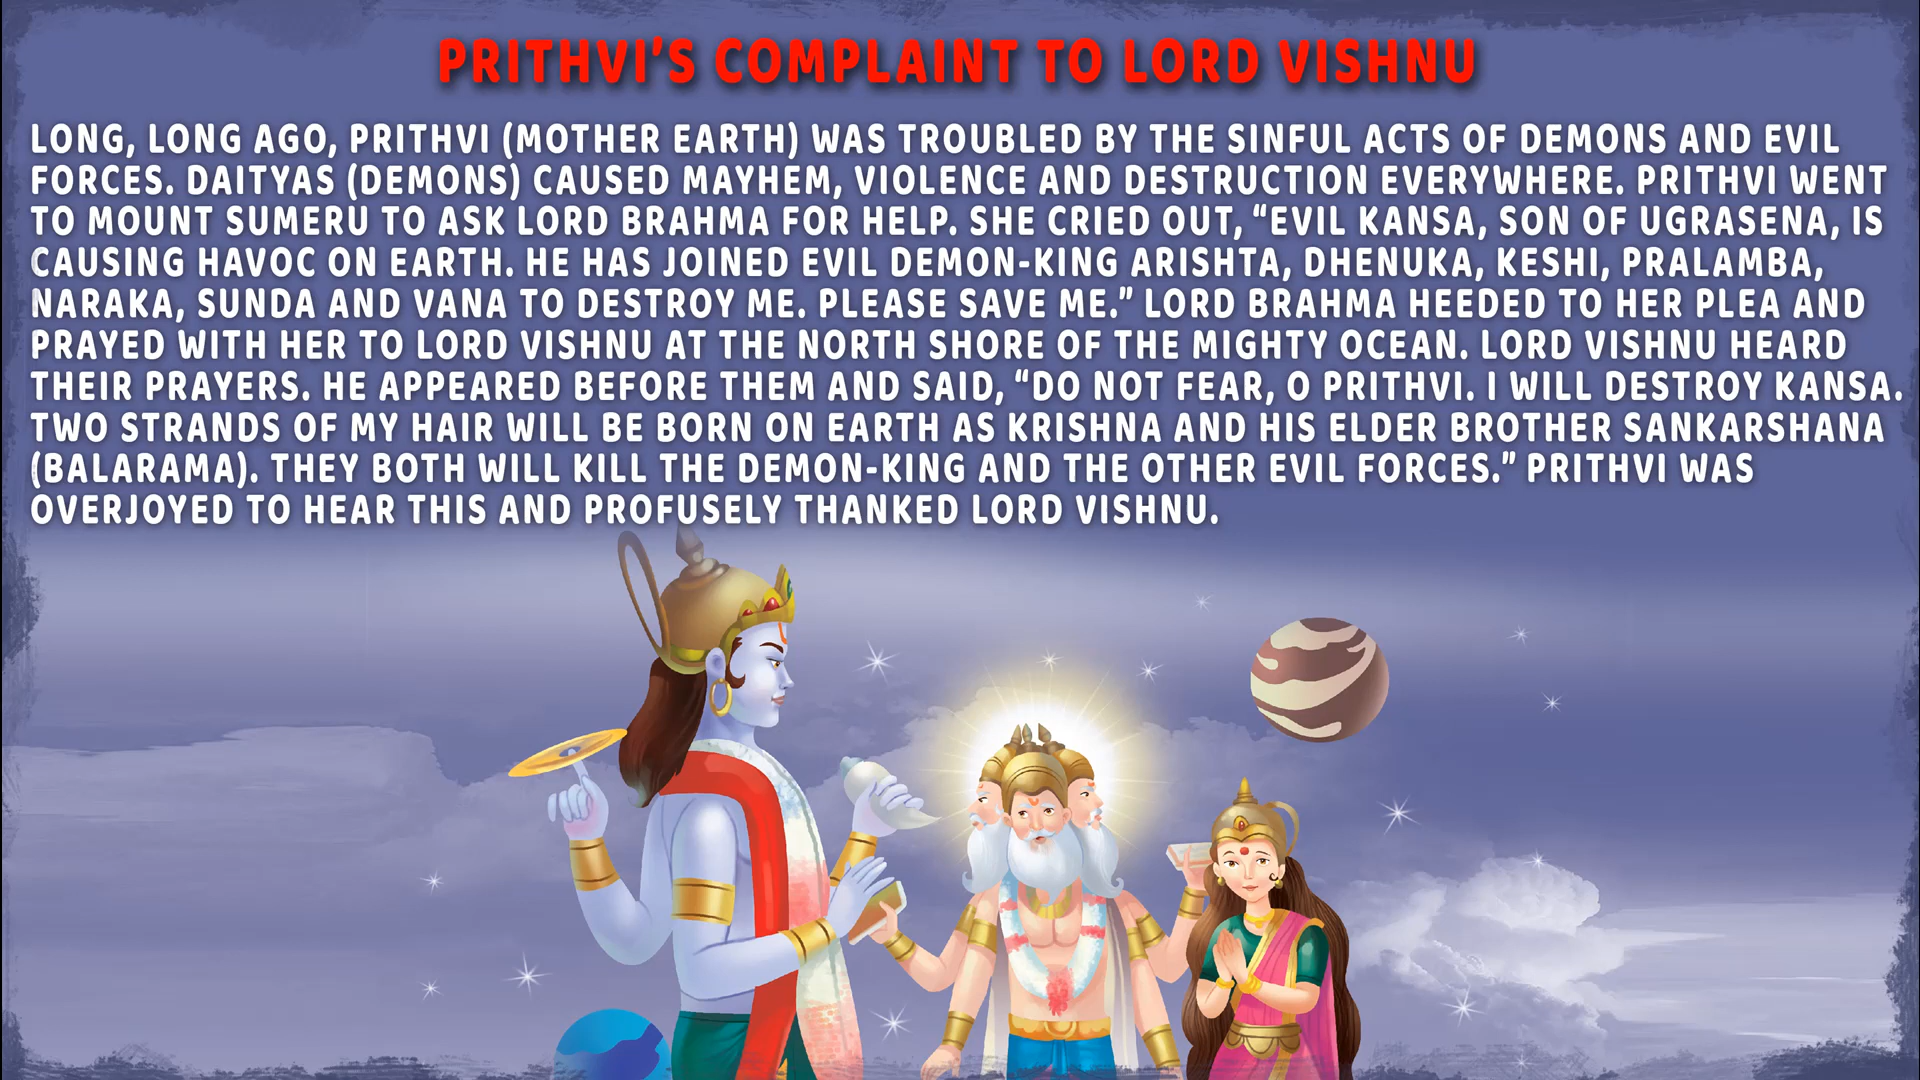 PRITHVI'S COMPLAINT TO LORD VISHNU
LONG, LONG AGO, PRITHVI (MOTHER EARTH) WAS TROUBLED BY THE SINFUL ACTS OF DEMONS AND EVIL
FORCES. DAITYAS (DEMONS) CAUSED MAYHEM, VIOLENCE AND DESTRUCTION EVERYWHERE. PRITHVI WENT
TO MOUNT SUMERU TO ASK LORD BRAHMA FOR HELP. SHE CRIED OUT, “EVIL KANSA, SON OF UGRASENA, IS
CAUSING HAVOC ON EARTH. HE HAS JOINED EVIL DEMON-KING ARISHTA, DHENUKA, KESHI, PRALAMBA,
NARAKA, SUNDA AND VANA TO DESTROY ME. PLEASE SAVE ME.” LORD BRAHMA HEEDED TO HER PLEA AND
PRAYED WITH HER TO LORD VISHNU AT THE NORTH SHORE OF THE MIGHTY OCEAN. LORD VISHNU HEARD
THEIR PRAYERS. HE APPEARED BEFORE THEM AND SAID, “DO NOT FEAR, O PRITHVI. I WILL DESTROY KANSA.
TWO STRANDS OF MY HAIR WILL BE BORN ON EARTH AS KRISHNA AND HIS ELDER BROTHER SANKARSHANA
(BALARAMA). THEY BOTH WILL KILL THE DEMON-KING AND THE OTHER EVIL FORCES.” PRITHVI WAS
OVERJOYED TO HEAR THIS AND PROFUSELY THANKED LORD VISHNU.